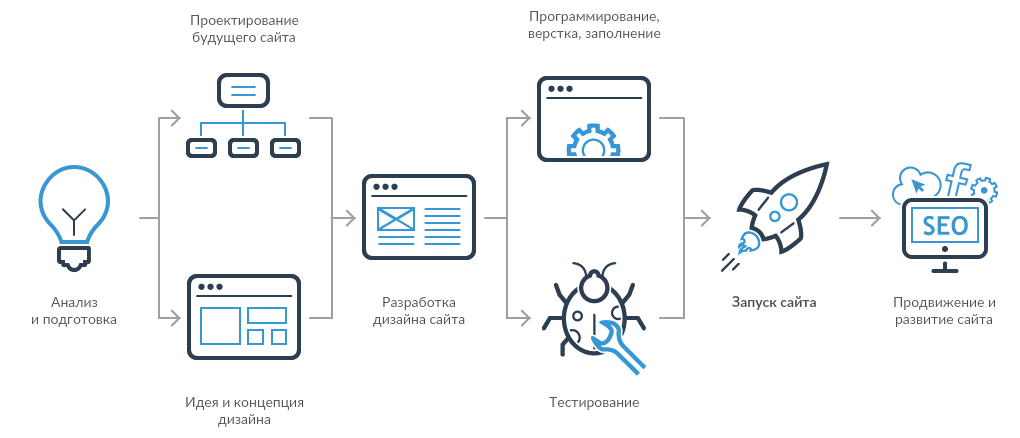 Проектирование
будущего сайта
Программирование,
верстка, заполнение
SEO
Анализ
и подготовка
Разработка
дизайна сайта
Запуск сайта
Продвижение и
развитие сайта
Идея и концепция
дизайна
Тестирование